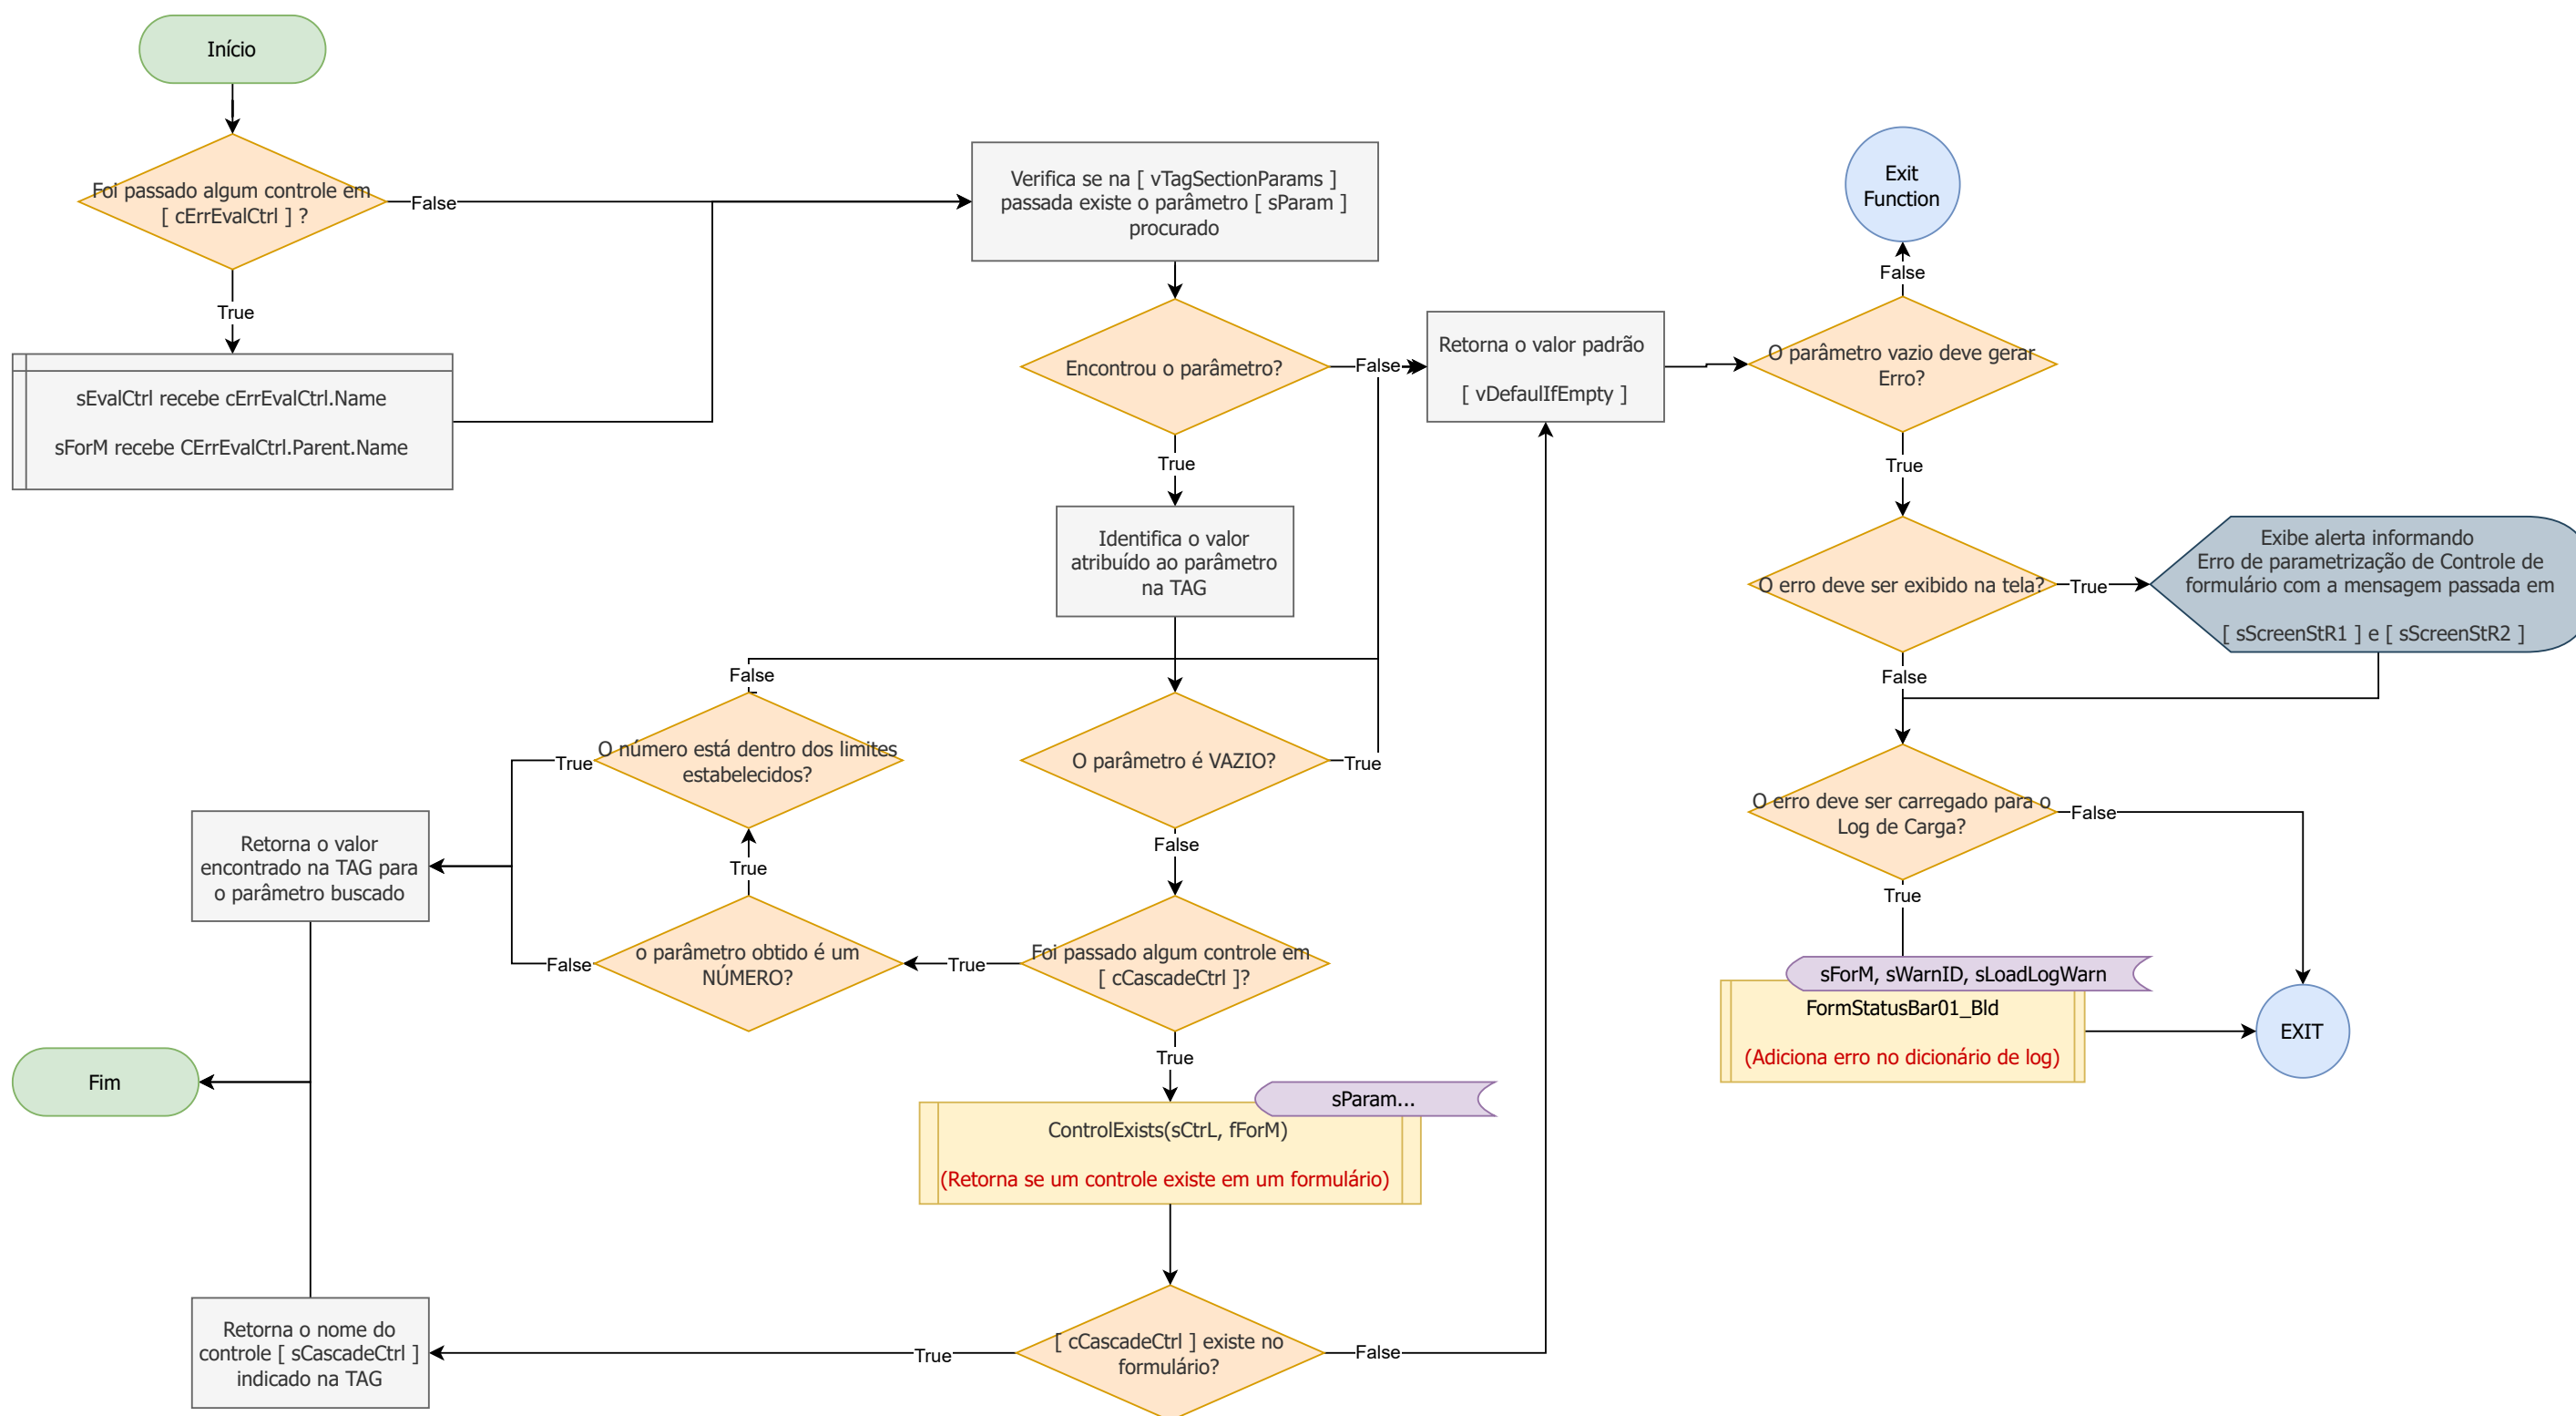 Início
Foi passado algum controle em
[ cErrEvalCtrl ] ?
False
True
sEvalCtrl recebe cErrEvalCtrl.Name
sForM recebe CErrEvalCtrl.Parent.Name
Verifica se na [ vTagSectionParams ]
passada existe o parâmetro [ sParam ]
procurado
Encontrou o parâmetro?
False
True
Identifica o valor
atribuído ao parâmetro
na TAG
Retorna o valor padrão
[ vDefaulIfEmpty ]
Exit
Function
False
O parâmetro vazio deve gerar
Erro?
True
O erro deve ser exibido na tela?
True
Exibe alerta informando
Erro de parametrização de Controle de
formulário com a mensagem passada em
[ sScreenStR1 ] e [ sScreenStR2 ]
False
O erro deve ser carregado para o
Log de Carga?
False
True
sForM, sWarnID, sLoadLogWarn
FormStatusBar01_Bld
(Adiciona erro no dicionário de log)
EXIT
False
O número está dentro dos limites
estabelecidos?
True
O parâmetro é VAZIO?
True
False
True
Retorna o valor
encontrado na TAG para
o parâmetro buscado
o parâmetro obtido é um
NÚMERO?
False
True
Foi passado algum controle em
[ cCascadeCtrl ]?
True
Fim
sParam...
ControlExists(sCtrL, fForM)
(Retorna se um controle existe em um formulário)
Retorna o nome do
controle [ sCascadeCtrl ]
indicado na TAG
True
[ cCascadeCtrl ] existe no
formulário?
False